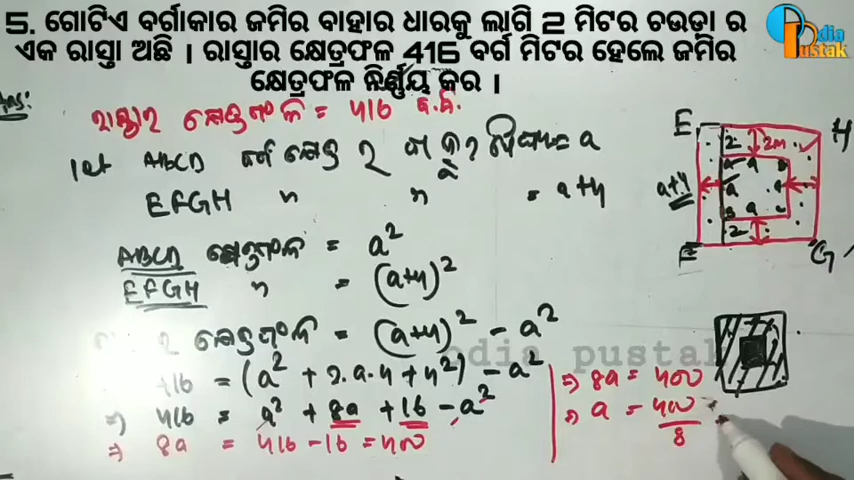 5. ଗୋଟିଏ ବର୍ଗାକାର ଜମିର ବାହାର ଧାରକୁ ଲାଗି 2 ମିଟର ଚଉଡ଼ା ର
ଏକ ରାସ୍ତା ଅଛି । ରାସ୍ତାର କ୍ଷେତ୍ରଫଳ 416 ବର୍ଗ ମିଟର ହେଲେ ଜମିର
କ୍ଷେତ୍ରଫଳ ନିର୍ଣ୍ଣୟ କର ।
Odia
Pustak
Ans:
ରାସ୍ତାର କ୍ଷେତ୍ରଫଳ = 416 ବ.ମି.
Let ABCD ବର୍ଗ କ୍ଷେତ୍ର ର ବାହୁର = a
EFGH " " = a+4
ABCD କ୍ଷେତ୍ରଫଳ = a²
EFGH " = (a+4)²
ର କ୍ଷେତ୍ରଫଳ = (a+4)² - a²
416 = (a² + 2.a.4 + 4²) - a²
⇒ 416 = a² + 8a + 16 - a²
⇒ 8a = 416 - 16 = 400
⇒ 8a = 400
⇒ a = 400
8
E
H
2
2m
a
a+4
a
a
2
F
G
odia pustak